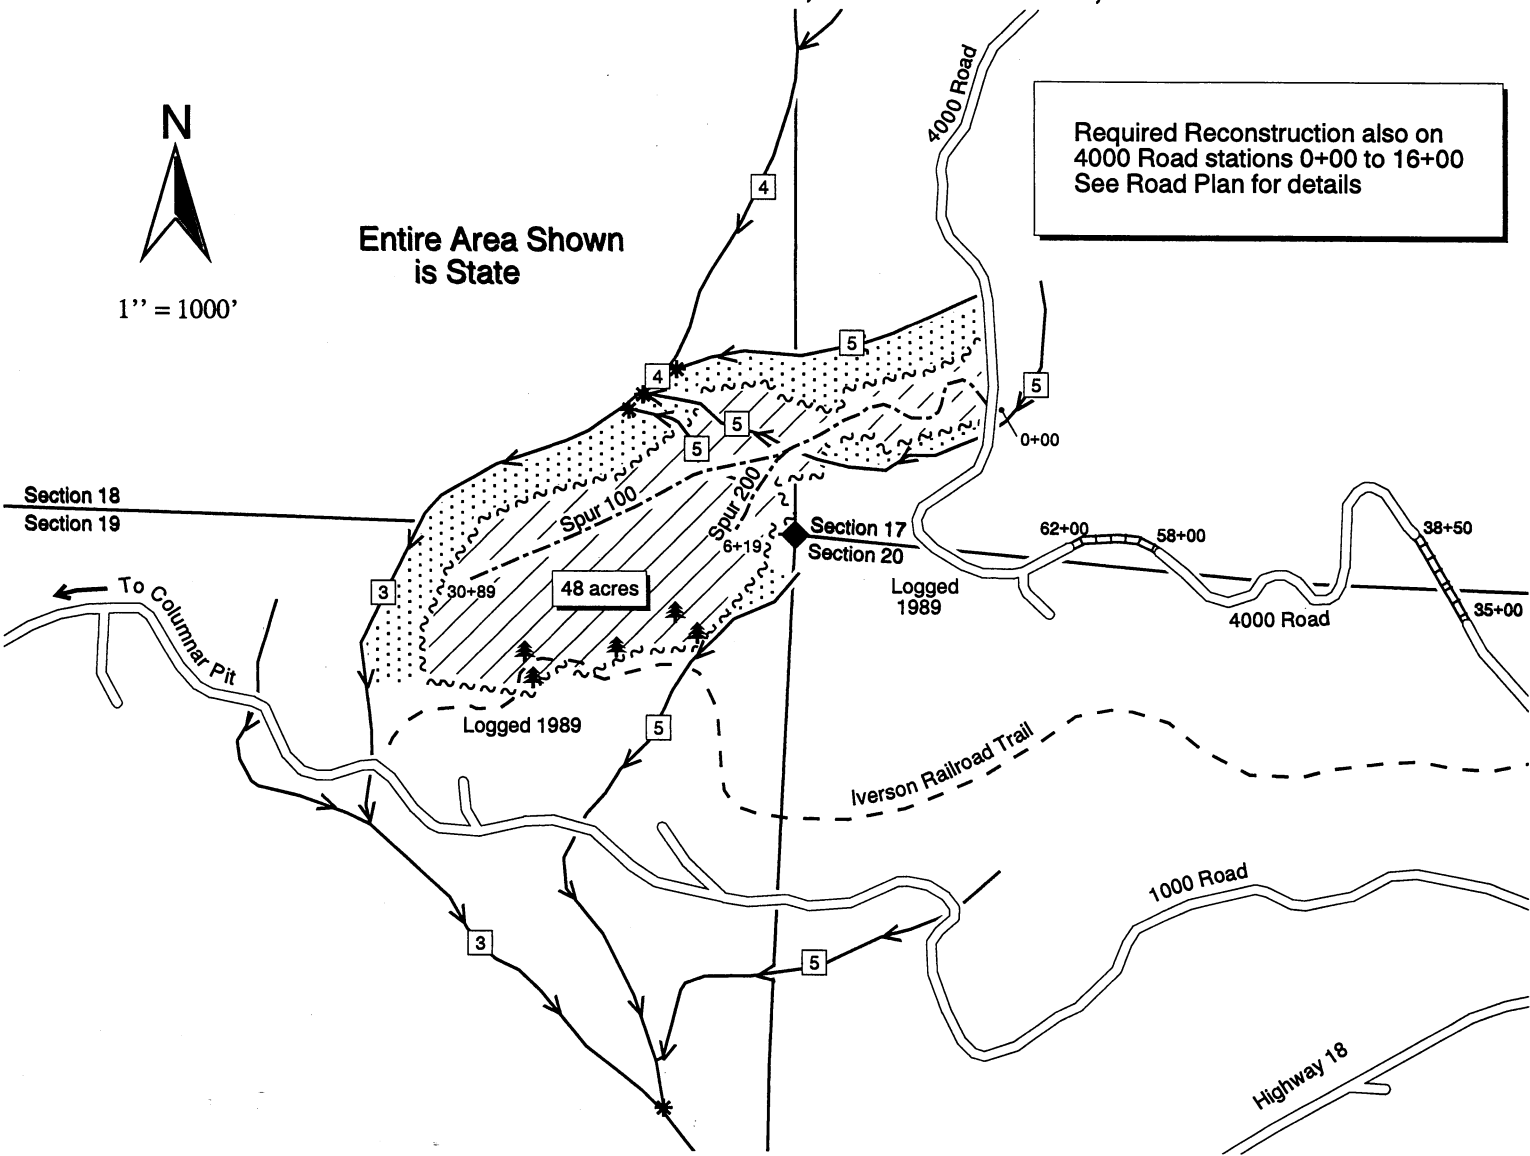 N
1’’ = 1000’
Entire Area Shown
is State
4000 Road
Required Reconstruction also on
4000 Road stations 0+00 to 16+00
See Road Plan for details
4
5
4
5
5
5
0+00
Section 18
Section 19
Spur 100
Spur 200
6+19
Section 17
Section 20
62+00
58+00
38+50
35+00
4000 Road
Logged
1989
30+89
48 acres
3
To Columnar Pit
Logged 1989
5
Iverson Railroad Trail
1000 Road
3
5
Highway 18